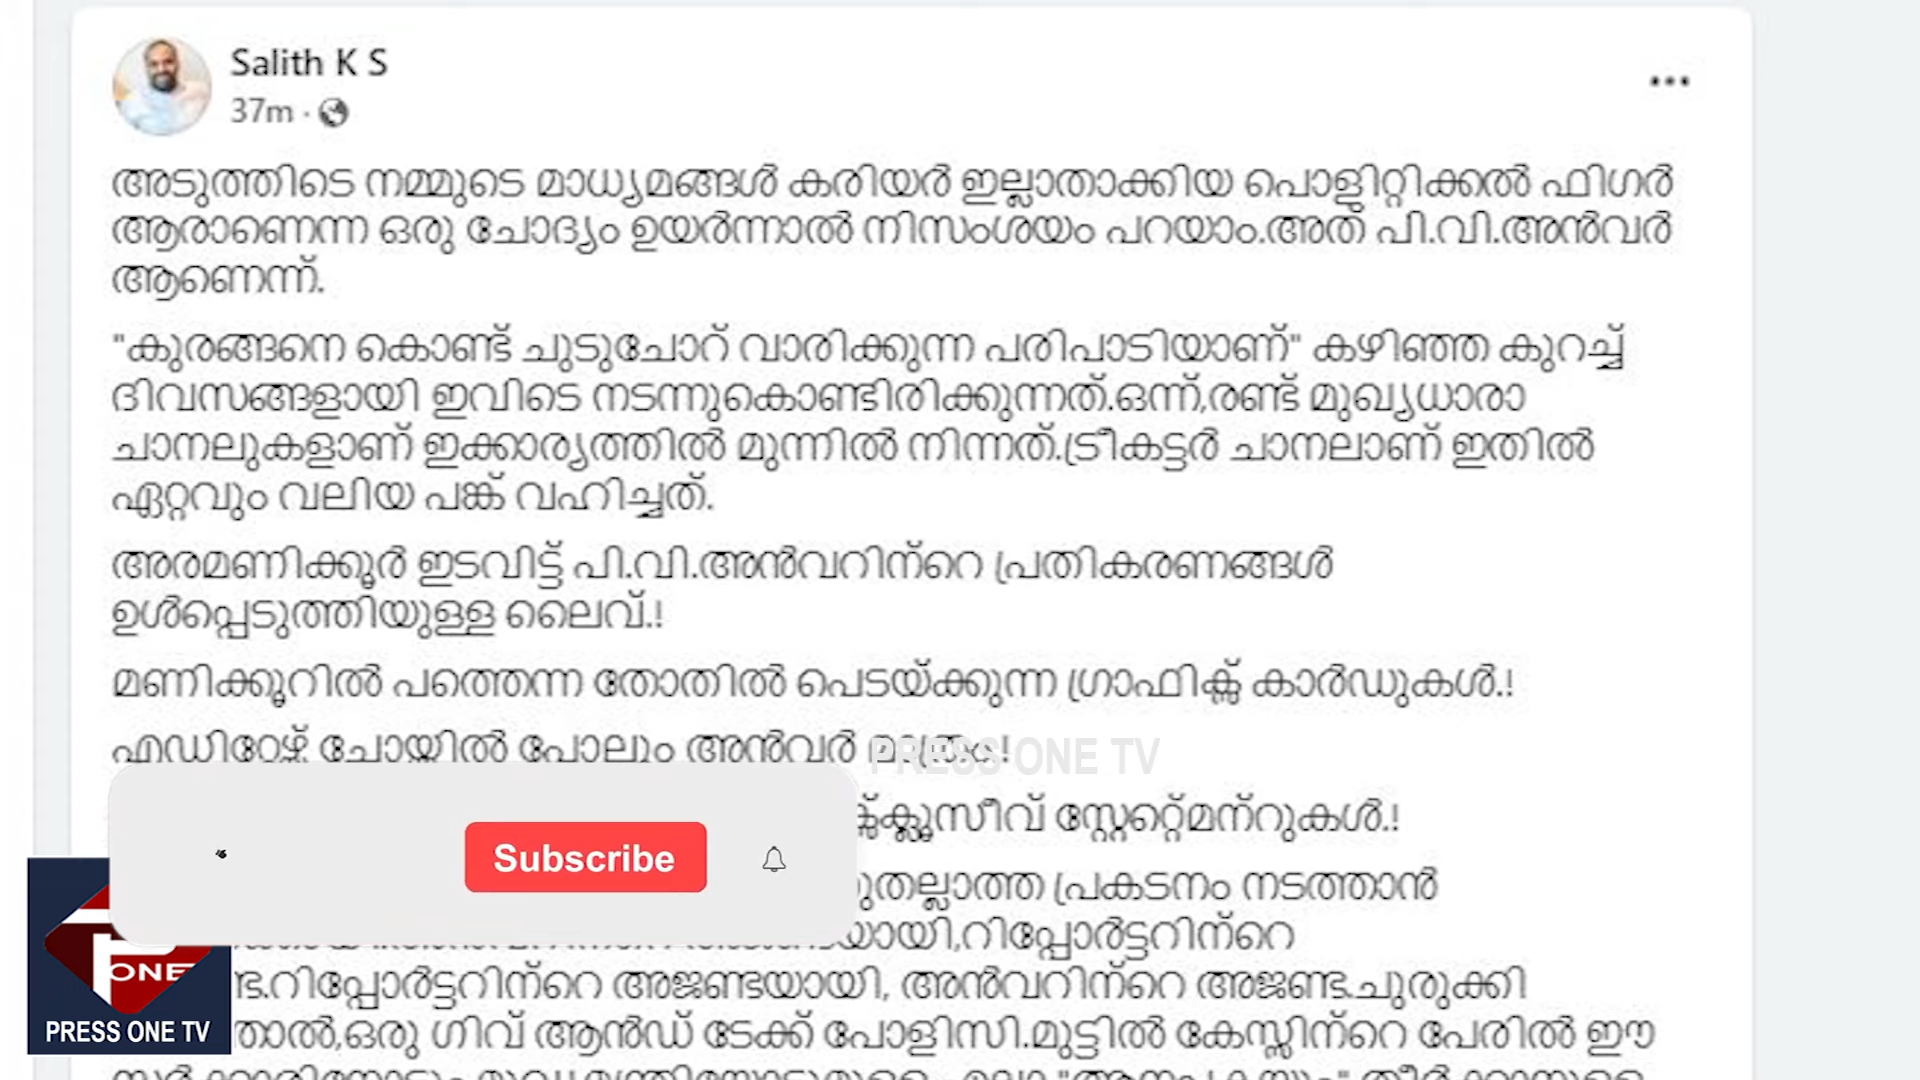 Salith K S
37m ·
അടുത്തിടെ നമ്മുടെ മാധ്യമങ്ങൾ കരിയർ ഇല്ലാതാക്കിയ പൊളിറ്റിക്കൽ ഫിഗർ
ആരാണെന്ന ഒരു ചോദ്യം ഉയർന്നാൽ നിസംശയം പറയാം.അത് പി.വി.അൻവർ
ആണെന്ന്.
"കുരങ്ങനെ കൊണ്ട് ചുടുചോറ് വാരിക്കുന്ന പരിപാടിയാണ്" കഴിഞ്ഞ കുറച്ച്
ദിവസങ്ങളായി ഇവിടെ നടന്നുകൊണ്ടിരിക്കുന്നത്.ഒന്ന്,രണ്ട് മുഖ്യധാരാ
ചാനലുകളാണ് ഇക്കാര്യത്തിൽ മുന്നിൽ നിന്നത്.ട്രീകട്ടർ ചാനലാണ് ഇതിൽ
ഏറ്റവും വലിയ പങ്ക് വഹിച്ചത്.
അരമണിക്കൂർ ഇടവിട്ട് പി.വി.അൻവറിന്റെ പ്രതികരണങ്ങൾ
ഉൾപ്പെടുത്തിയുള്ള ലൈവ്.!
മണിക്കൂറിൽ പത്തെന്ന തോതിൽ പെടയ്ക്കുന്ന ഗ്രാഫിക്സ് കാർഡുകൾ.!
എഡിറ്റേഴ്സ് ചോയ്സിൽ പോലും അൻവർ മാത്രം.!
PRESS ONE TV
സ്റ്റേറ്റ്മെന്റുകൾ.!
പ്രകടനം നടത്താൻ
Subscribe
റിപ്പോർട്ടറിന്റെ
റിപ്പോർട്ടറിന്റെ അജണ്ടയായി, അൻവറിന്റെ അജണ്ട.ചുരുക്കി
ഒരു ഗിവ് ആൻഡ് ടേക്ക് പോളിസി.മുട്ടിൽ കേസ്സിന്റെ പേരിൽ ഈ
ONE
PRESS ONE TV